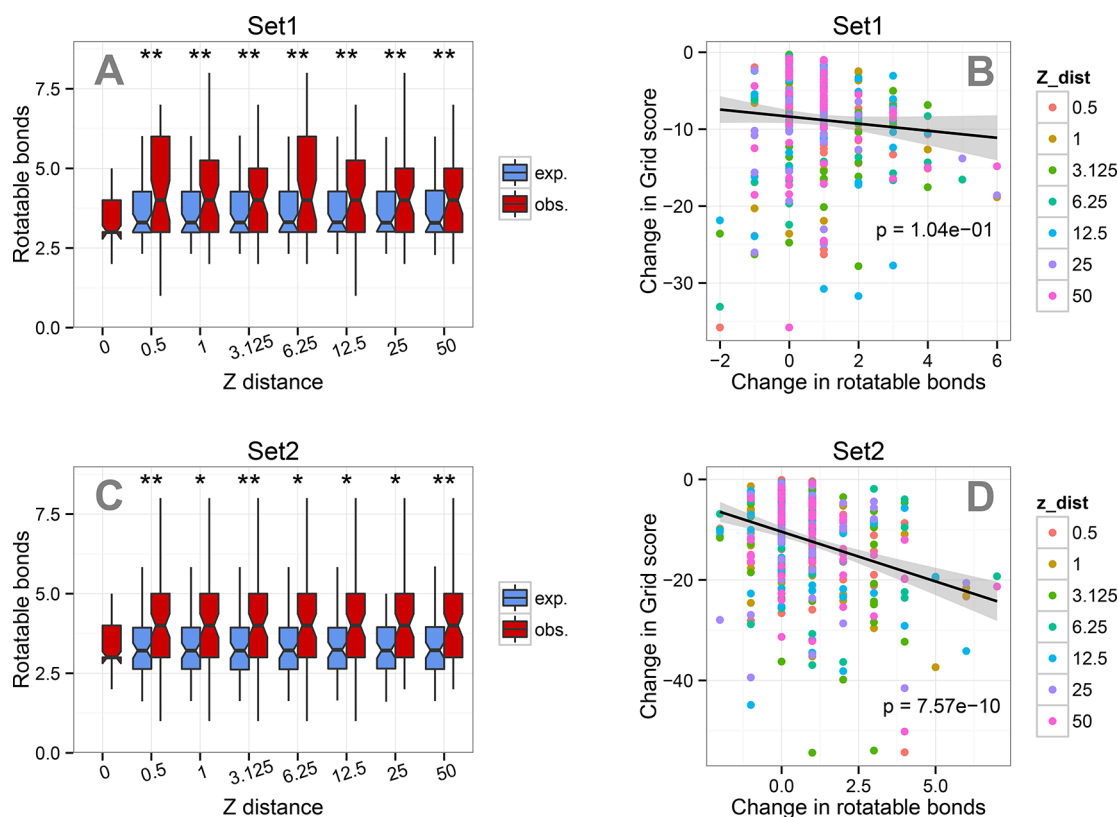 Set1
A
** ** ** ** ** ** **
Rotatable bonds
7.5
5.0
2.5
0.0
0 0.5 1 3.125 6.25 12.5 25 50
Z distance
exp.
obs.
Set1
B
Change in Grid score
0
−10
−20
−30
p = 1.04e−01
−2 0 2 4 6
Change in rotatable bonds
Z_dist
0.5
1
3.125
6.25
12.5
25
50
Set2
C
** * ** * * * **
Rotatable bonds
7.5
5.0
2.5
0.0
0 0.5 1 3.125 6.25 12.5 25 50
Z distance
exp.
obs.
Set2
D
Change in Grid score
0
−20
−40
p = 7.57e−10
0.0 2.5 5.0
Change in rotatable bonds
z_dist
0.5
1
3.125
6.25
12.5
25
50